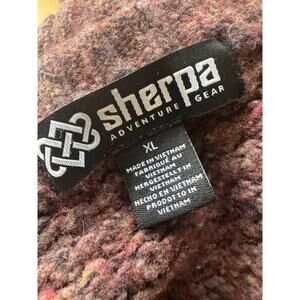 sherpa
ADVENTURE GEAR
XL
MADE IN VIETNAM
FABRIQUÉ AU
VIETNAM
HERGESTELLT IN
VIETNAM
HECHO EN VIETNAM
PRODOTTO IN
VIETNAM